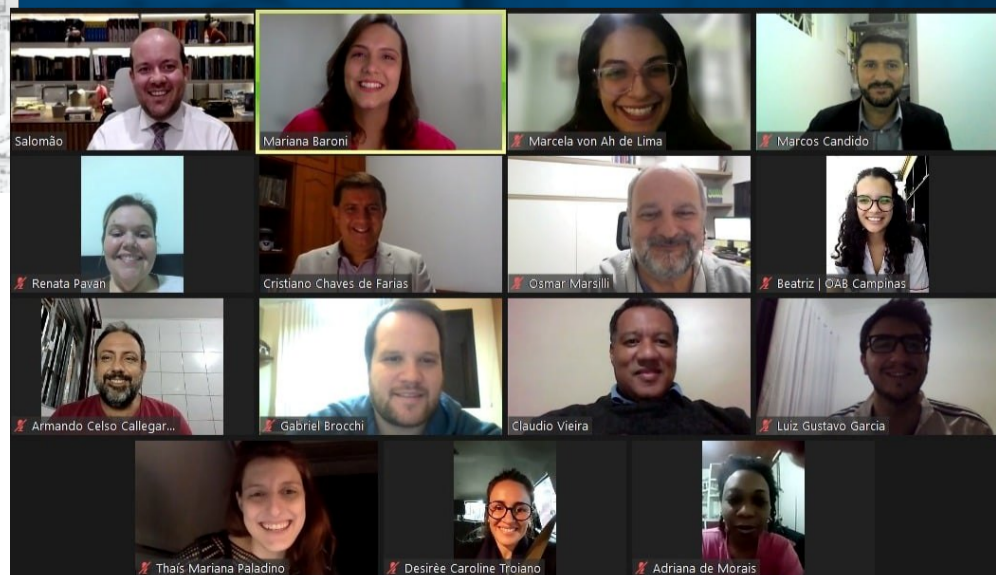 Salomão
Mariana Baroni
Marcela von Ah de Lima
Marcos Candido
Renata Pavan
Cristiano Chaves de Farias
Osmar Marsilli
Beatriz | OAB Campinas
Armando Celso Callegar...
Gabriel Brocchi
Claudio Vieira
Luiz Gustavo Garcia
Thaís Mariana Paladino
Desirèe Caroline Troiano
Adriana de Morais